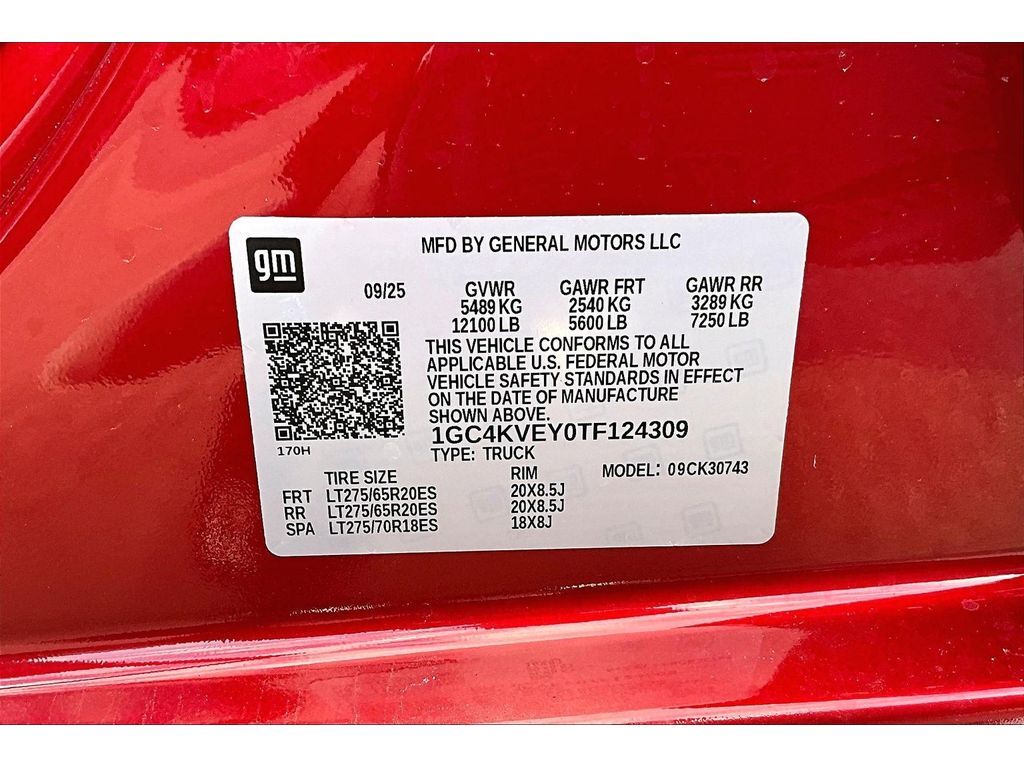 MFD BY GENERAL MOTORS LLC
gm
09/25 GVWR GAWR FRT GAWR RR
5489 KG 2540 KG 3289 KG
12100 LB 5600 LB 7250 LB
THIS VEHICLE CONFORMS TO ALL
APPLICABLE U.S. FEDERAL MOTOR
VEHICLE SAFETY STANDARDS IN EFFECT
ON THE DATE OF MANUFACTURE
SHOWN ABOVE.
1GC4KVEY0TF124309
170H
TYPE: TRUCK
TIRE SIZE RIM MODEL: 09CK30743
FRT LT275/65R20ES 20X8.5J
RR LT275/65R20ES 20X8.5J
SPA LT275/70R18ES 18X8J